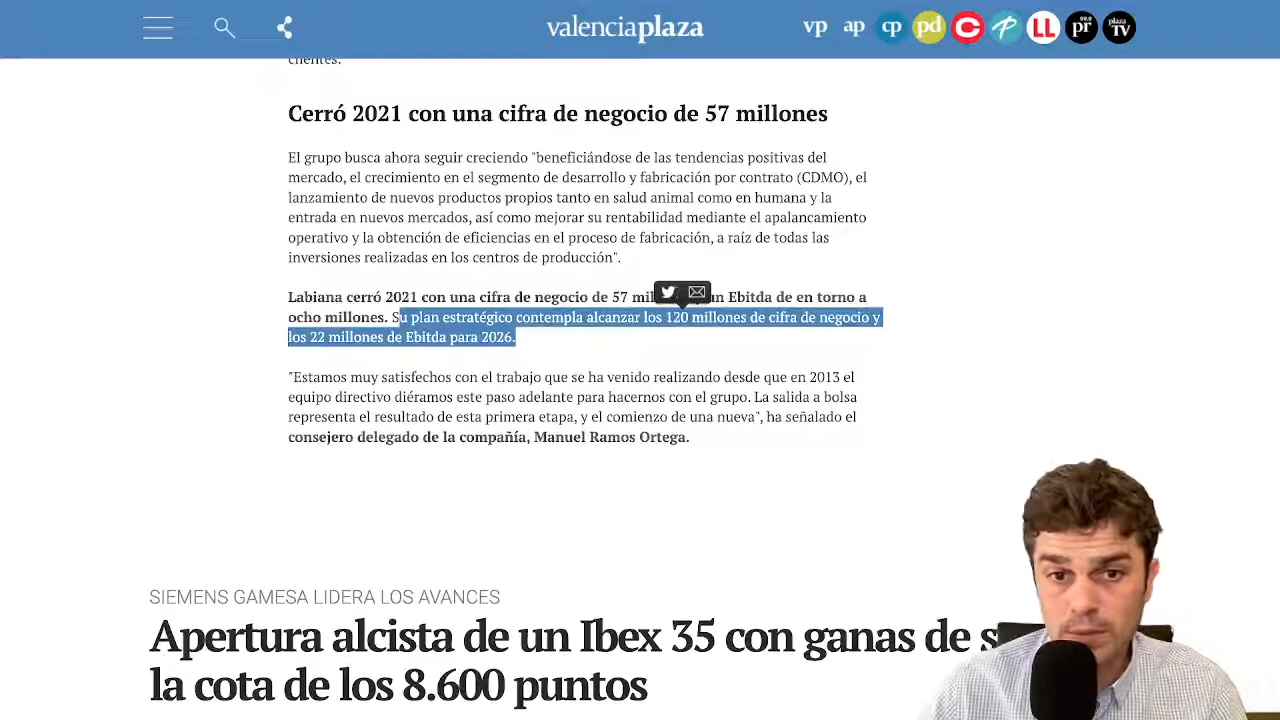 valenciaplaza
vp ap cp pd C P LL 99.9 pr plaza TV
clientes.
Cerró 2021 con una cifra de negocio de 57 millones
El grupo busca ahora seguir creciendo "beneficiándose de las tendencias positivas del
mercado, el crecimiento en el segmento de desarrollo y fabricación por contrato (CDMO), el
lanzamiento de nuevos productos propios tanto en salud animal como en humana y la
entrada en nuevos mercados, así como mejorar su rentabilidad mediante el apalancamiento
operativo y la obtención de eficiencias en el proceso de fabricación, a raíz de todas las
inversiones realizadas en los centros de producción".
Labiana cerró 2021 con una cifra de negocio de 57 mil un Ebitda de en torno a
ocho millones. Su plan estratégico contempla alcanzar los 120 millones de cifra de negocio y
los 22 millones de Ebitda para 2026.
"Estamos muy satisfechos con el trabajo que se ha venido realizando desde que en 2013 el
equipo directivo diéramos este paso adelante para hacernos con el grupo. La salida a bolsa
representa el resultado de esta primera etapa, y el comienzo de una nueva", ha señalado el
consejero delegado de la compañía, Manuel Ramos Ortega.
SIEMENS GAMESA LIDERA LOS AVANCES
Apertura alcista de un Ibex 35 con ganas de s
la cota de los 8.600 puntos